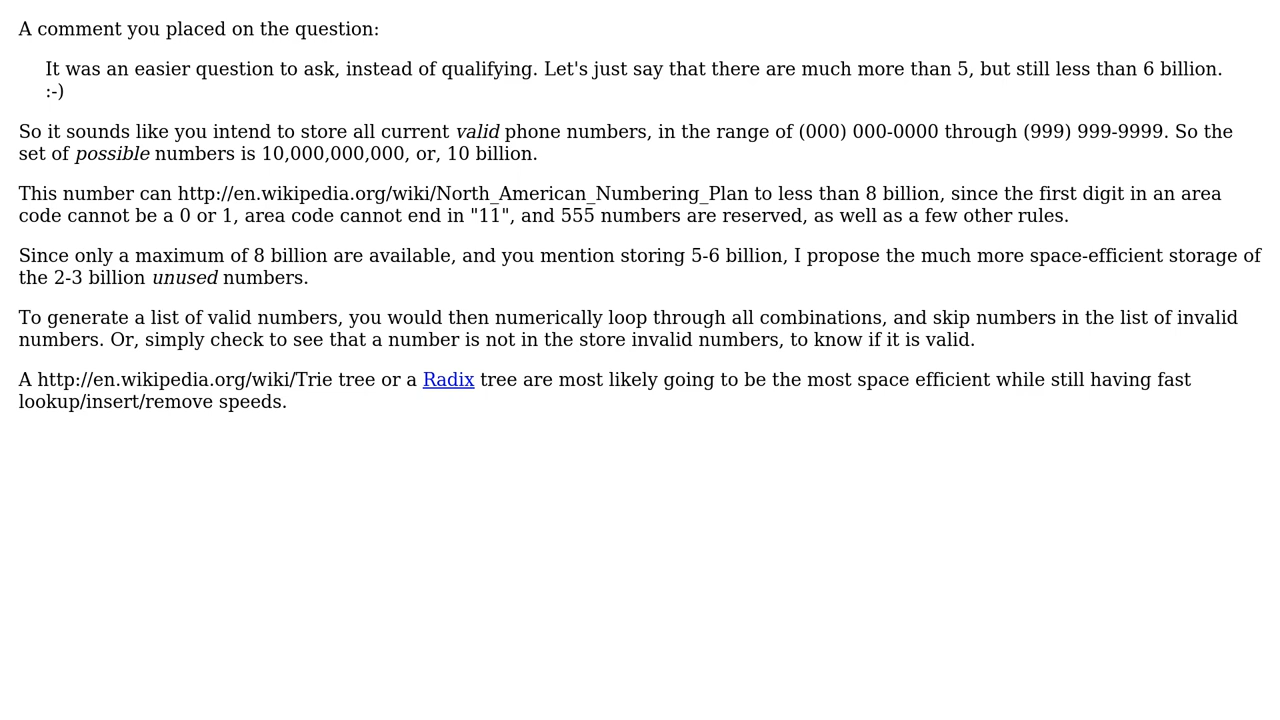 A comment you placed on the question:
It was an easier question to ask, instead of qualifying. Let's just say that there are much more than 5, but still less than 6 billion.
:-)
So it sounds like you intend to store all current valid phone numbers, in the range of (000) 000-0000 through (999) 999-9999. So the
set of possible numbers is 10,000,000,000, or, 10 billion.
This number can http://en.wikipedia.org/wiki/North_American_Numbering_Plan to less than 8 billion, since the first digit in an area
code cannot be a 0 or 1, area code cannot end in "11", and 555 numbers are reserved, as well as a few other rules.
Since only a maximum of 8 billion are available, and you mention storing 5-6 billion, I propose the much more space-efficient storage of
the 2-3 billion unused numbers.
To generate a list of valid numbers, you would then numerically loop through all combinations, and skip numbers in the list of invalid
numbers. Or, simply check to see that a number is not in the store invalid numbers, to know if it is valid.
A http://en.wikipedia.org/wiki/Trie tree or a Radix tree are most likely going to be the most space efficient while still having fast
lookup/insert/remove speeds.